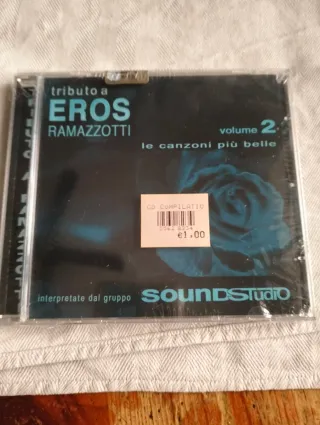 tributo a
EROS
RAMAZZOTTI
volume 2
le canzoni più belle
CD COMPILATIO
€1,00
interpretate dal gruppo
SOUNDSTUDIO